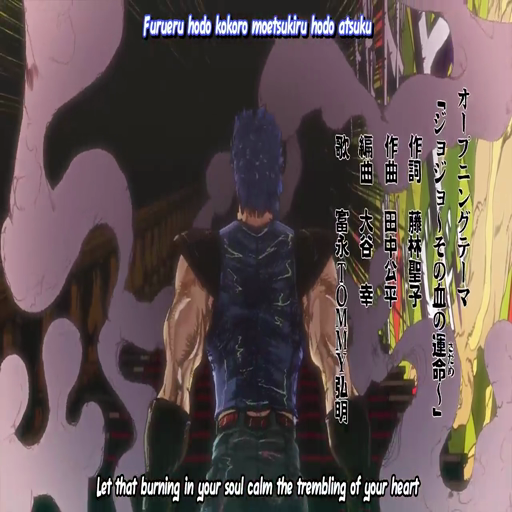 Furueru hodo kokoro moetsukiru hodo atsuku
オープニングテーマ
「ジョジョ～その血の運命～」
さだめ
作詞 藤林聖子
作曲 田中公平
編曲 大谷 幸
歌 富永TOMMY弘明
Let that burning in your soul calm the trembling of your heart